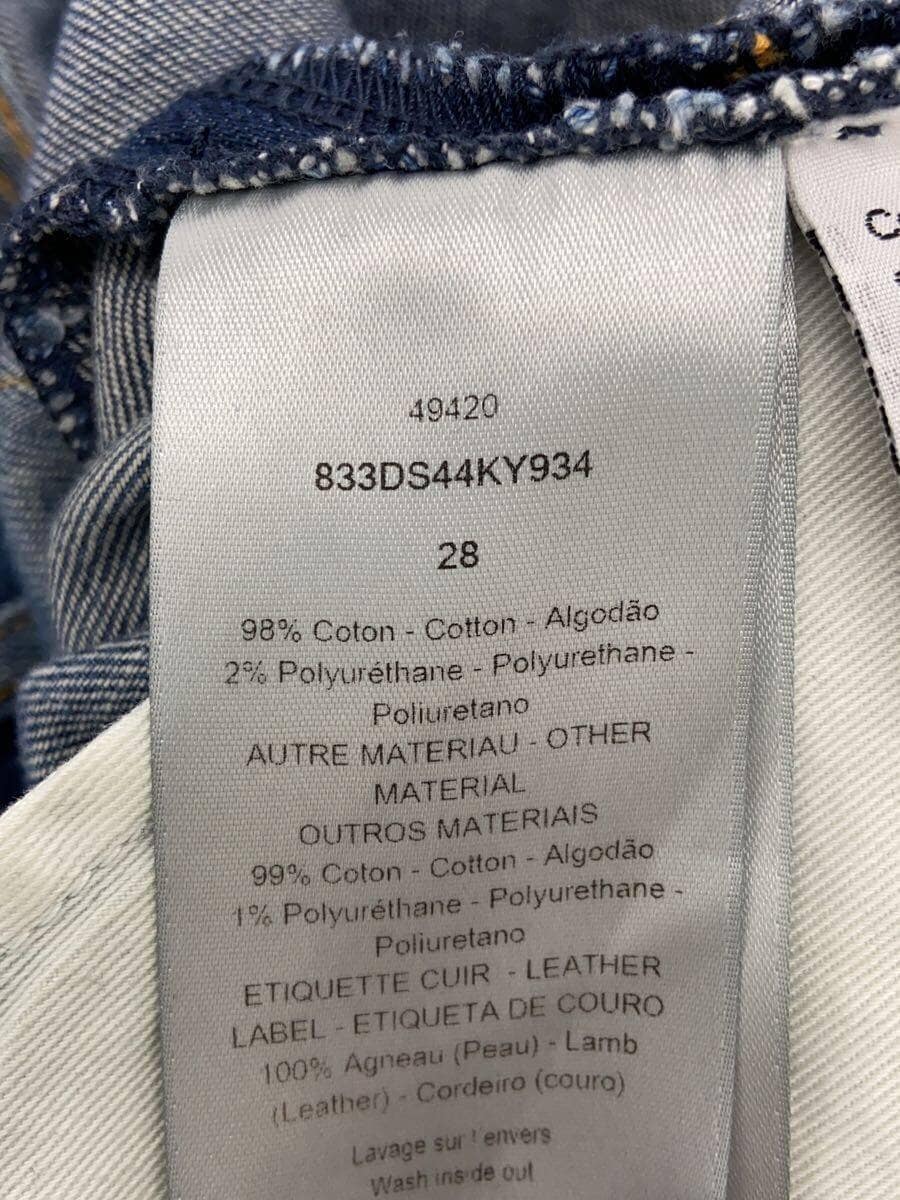 49420
833DS44KY934
28
98% Coton - Cotton - Algodão
2% Polyuréthane - Polyurethane -
Poliuretano
AUTRE MATERIAU - OTHER
MATERIAL
OUTROS MATERIAIS
99% Coton - Cotton - Algodão
1% Polyuréthane - Polyurethane -
Poliuretano
ETIQUETTE CUIR - LEATHER
LABEL - ETIQUETA DE COURO
100% Agneau (Peau) - Lamb
(Leather) - Cordeiro (couro)
Lavage sur l'envers
Wash inside out